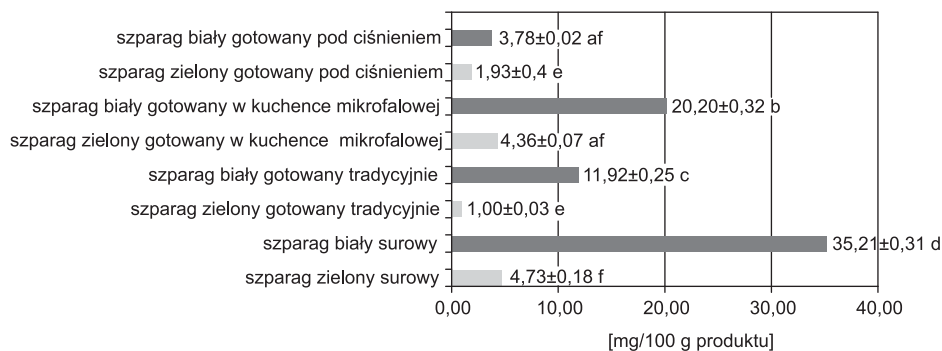 szparag biały gotowany pod ciśnieniem 3,78±0,02 af
szparag zielony gotowany pod ciśnieniem 1,93±0,4 e
szparag biały gotowany w kuchence mikrofalowej 20,20±0,32 b
szparag zielony gotowany w kuchence mikrofalowej 4,36±0,07 af
szparag biały gotowany tradycyjnie 11,92±0,25 c
szparag zielony gotowany tradycyjnie 1,00±0,03 e
szparag biały surowy 35,21±0,31 d
szparag zielony surowy 4,73±0,18 f
0,00 10,00 20,00 30,00 40,00
[mg/100 g produktu]